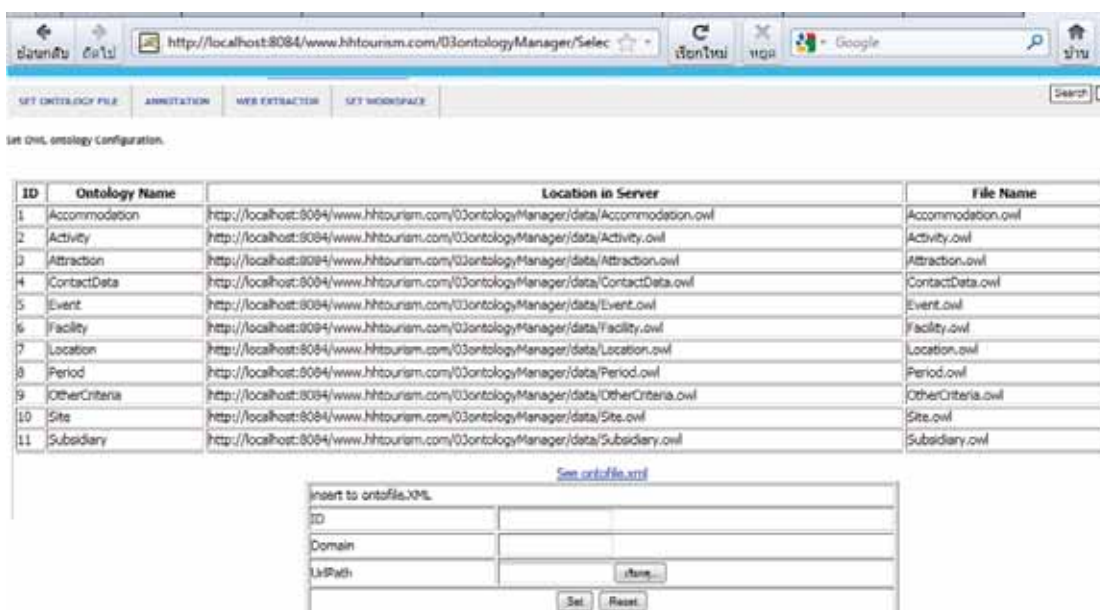 ย้อนกลับ ถัดไป http://localhost:8084/www.hhtourism.com/03ontologyManager/Selec เรียกใหม่ หยุด Google บ้าน
SET ONTOLOGY FILE ANNOTATION WEB EXTRACTOR SET WORKSPACE Search
Set OWL ontology Configuration.
ID Ontology Name Location in Server File Name
1 Accommodation http://localhost:8084/www.hhtourism.com/03ontologyManager/data/Accommodation.owl Accommodation.owl
2 Activity http://localhost:8084/www.hhtourism.com/03ontologyManager/data/Activity.owl Activity.owl
3 Attraction http://localhost:8084/www.hhtourism.com/03ontologyManager/data/Attraction.owl Attraction.owl
4 ContactData http://localhost:8084/www.hhtourism.com/03ontologyManager/data/ContactData.owl ContactData.owl
5 Event http://localhost:8084/www.hhtourism.com/03ontologyManager/data/Event.owl Event.owl
6 Facility http://localhost:8084/www.hhtourism.com/03ontologyManager/data/Facility.owl Facility.owl
7 Location http://localhost:8084/www.hhtourism.com/03ontologyManager/data/Location.owl Location.owl
8 Period http://localhost:8084/www.hhtourism.com/03ontologyManager/data/Period.owl Period.owl
9 OtherCriteria http://localhost:8084/www.hhtourism.com/03ontologyManager/data/OtherCriteria.owl OtherCriteria.owl
10 Site http://localhost:8084/www.hhtourism.com/03ontologyManager/data/Site.owl Site.owl
11 Subsidiary http://localhost:8084/www.hhtourism.com/03ontologyManager/data/Subsidiary.owl Subsidiary.owl
See ontofile.xml
insert to ontofile.XML
ID
Domain
UrlPath
Set Reset